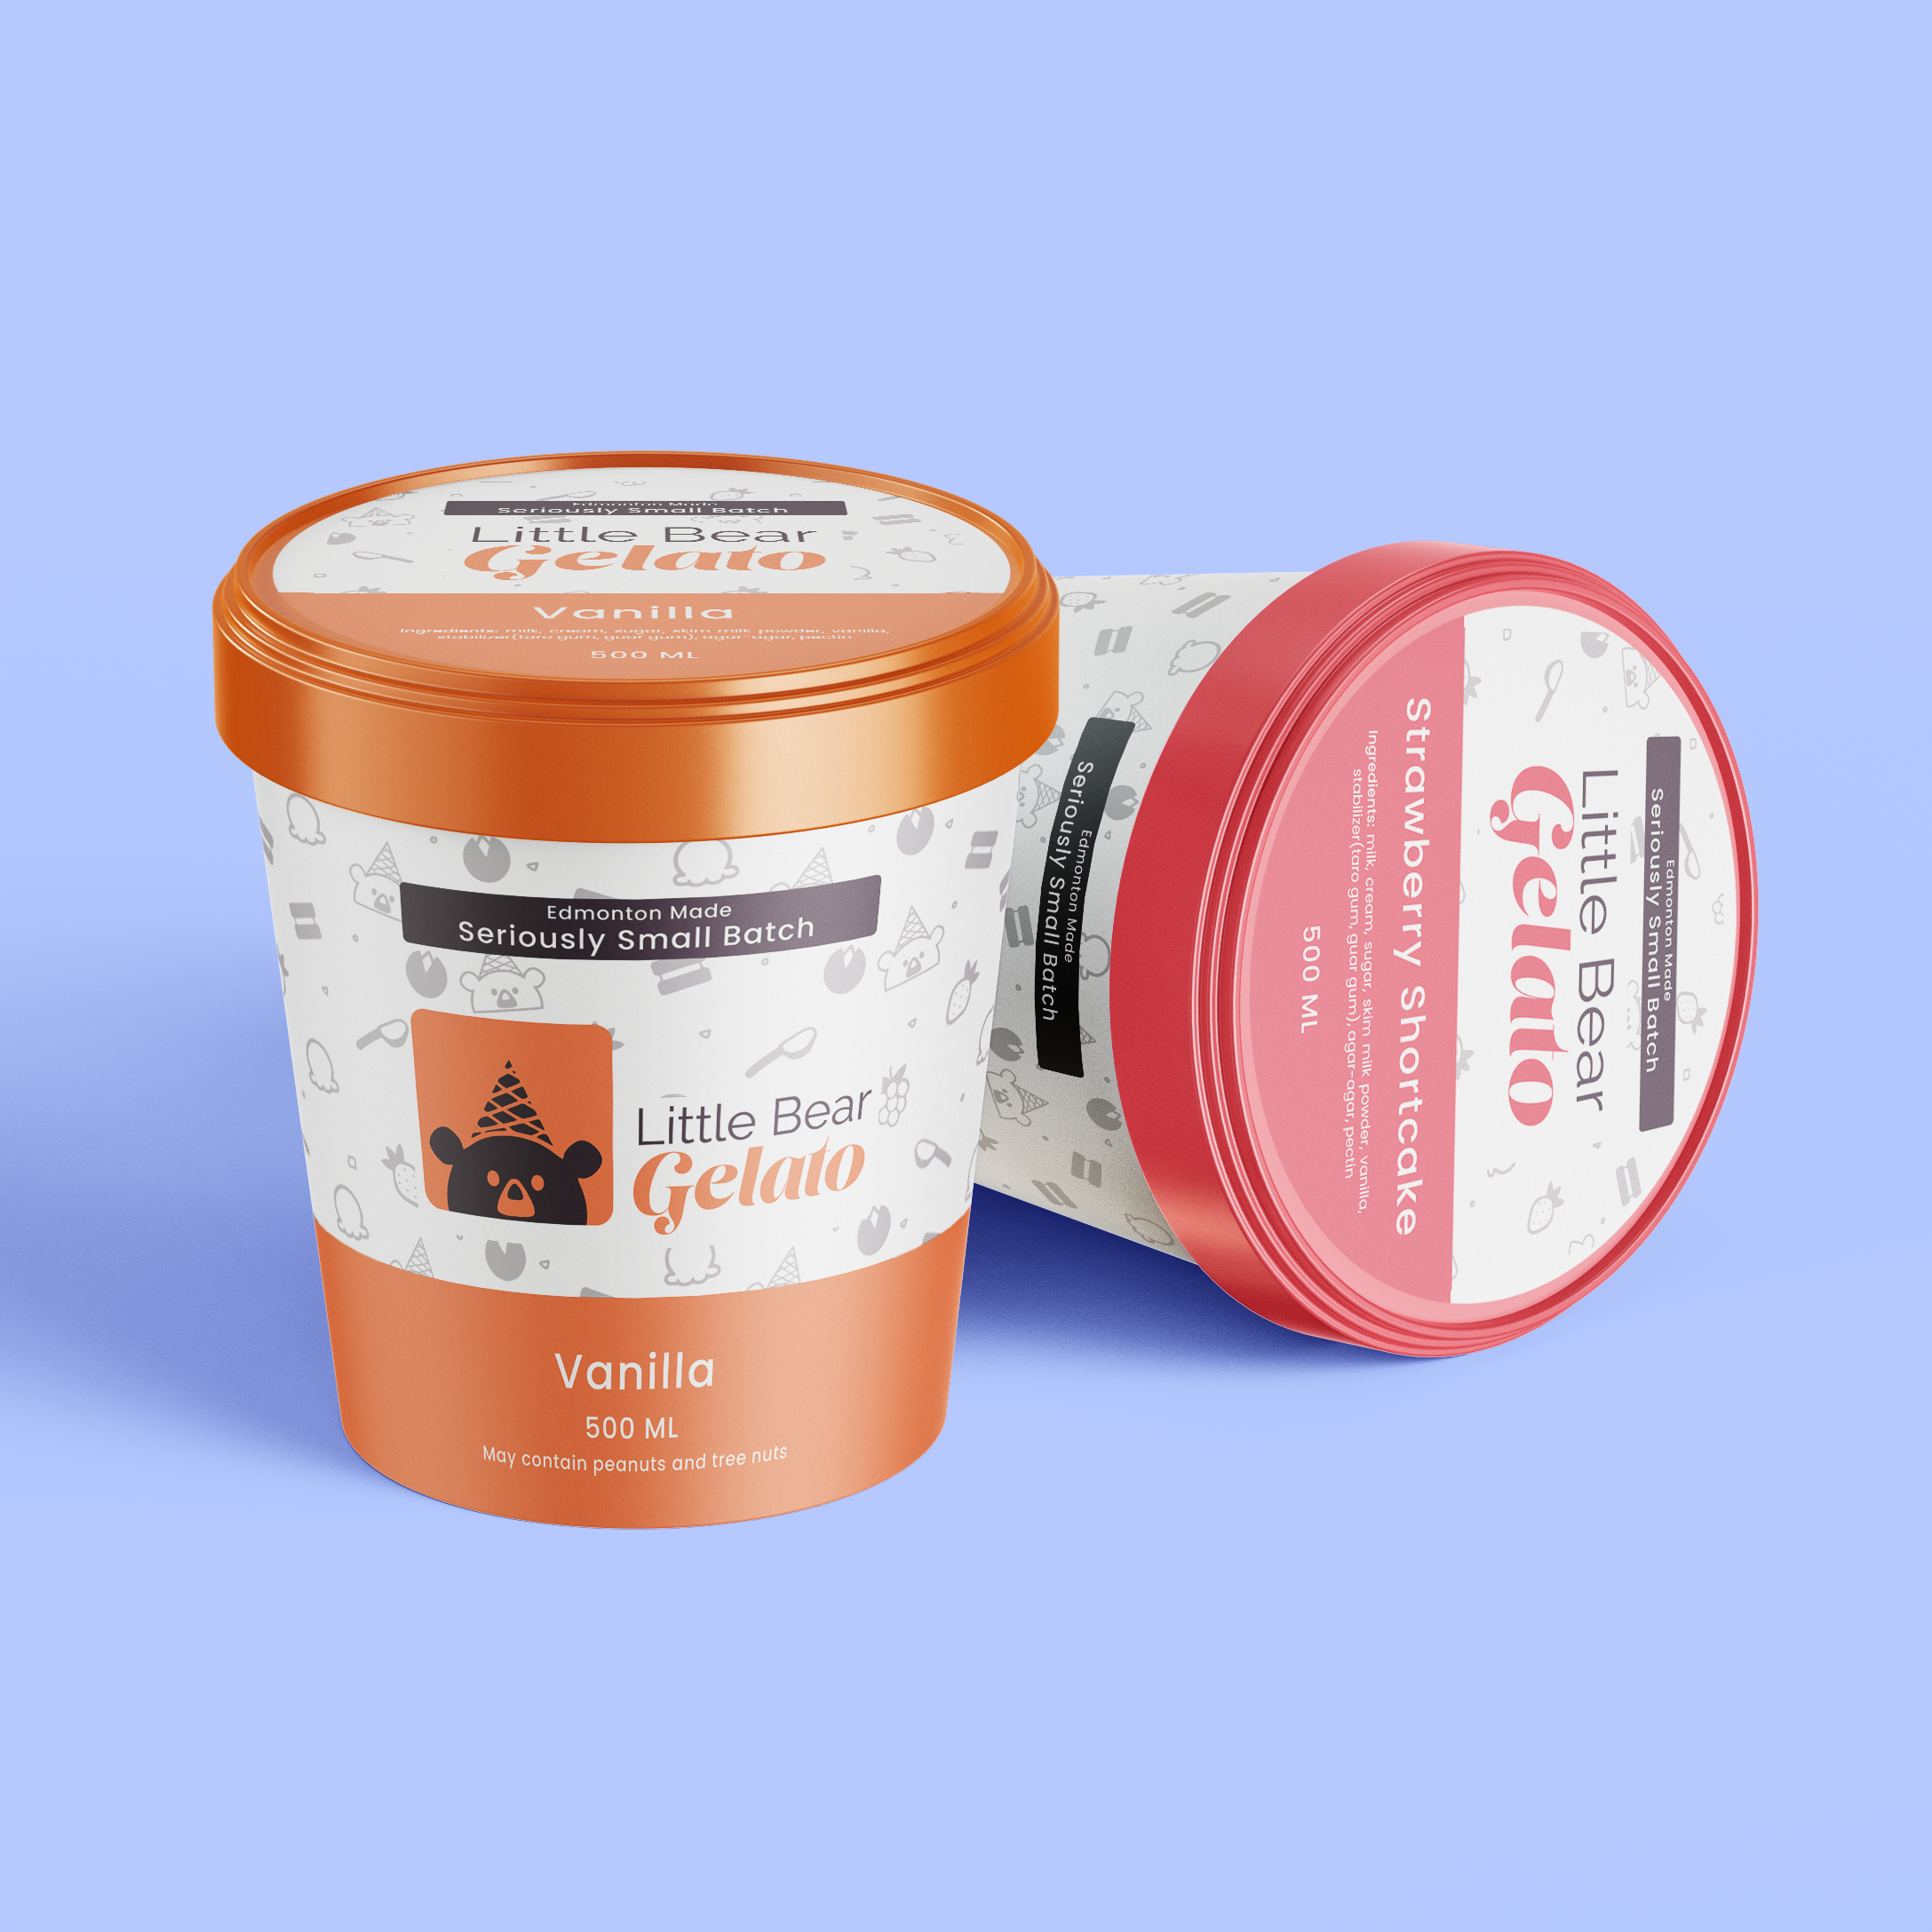 Edmonton Made
Seriously Small Batch
Little Bear
Gelato
Vanilla
Ingredients: milk, cream, sugar, skim milk powder, vanilla,
stabilizer(taro gum, guar gum), agar-agar, pectin
500 ML
Edmonton Made
Seriously Small Batch
Little Bear
Gelato
Vanilla
500 ML
May contain peanuts and tree nuts
Edmonton Made
Seriously Small Batch
Edmonton Made
Seriously Small Batch
Little Bear
Gelato
Strawberry Shortcake
Ingredients: milk, cream, sugar, skim milk powder, vanilla,
stabilizer(taro gum, guar gum), agar-agar, pectin
500 ML